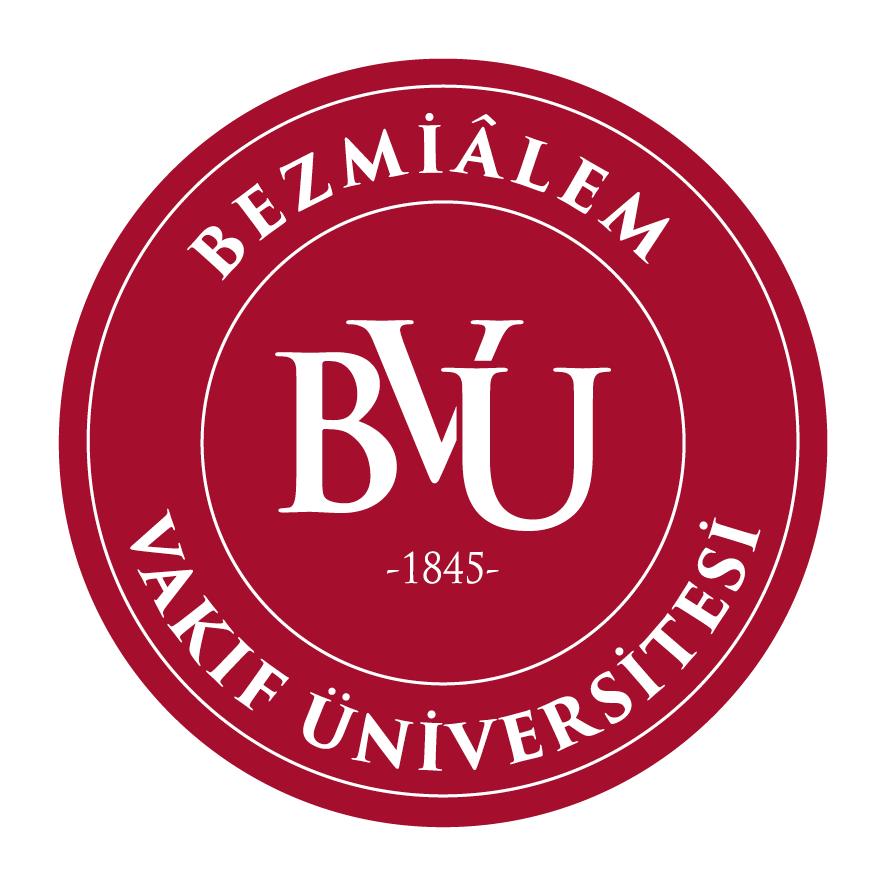 BEZMİÂLEM
BVU
-1845-
VAKIF ÜNİVERSİTESİ